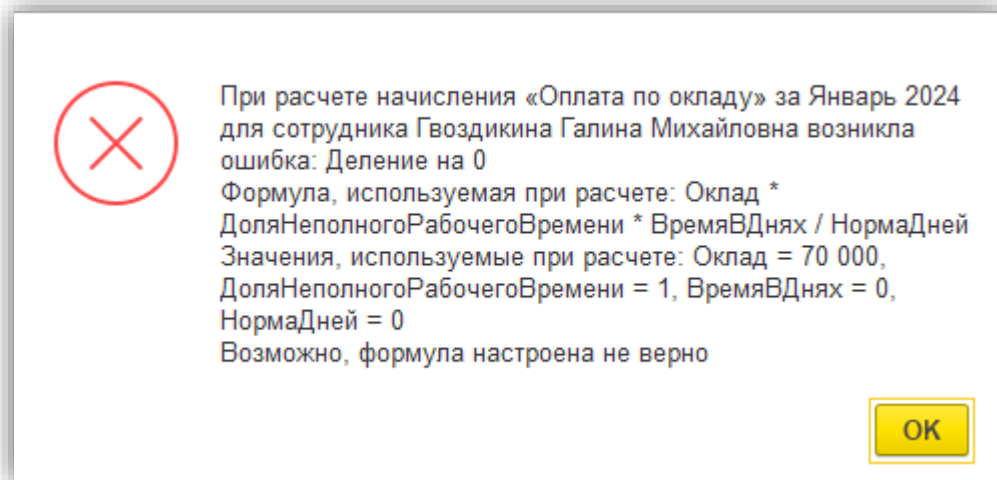 При расчете начисления «Оплата по окладу» за Январь 2024
для сотрудника Гвоздикина Галина Михайловна возникла
ошибка: Деление на 0
Формула, используемая при расчете: Оклад *
ДоляНеполногоРабочегоВремени * ВремяВДнях / НормаДней
Значения, используемые при расчете: Оклад = 70 000,
ДоляНеполногоРабочегоВремени = 1, ВремяВДнях = 0,
НормаДней = 0
Возможно, формула настроена не верно
ОК